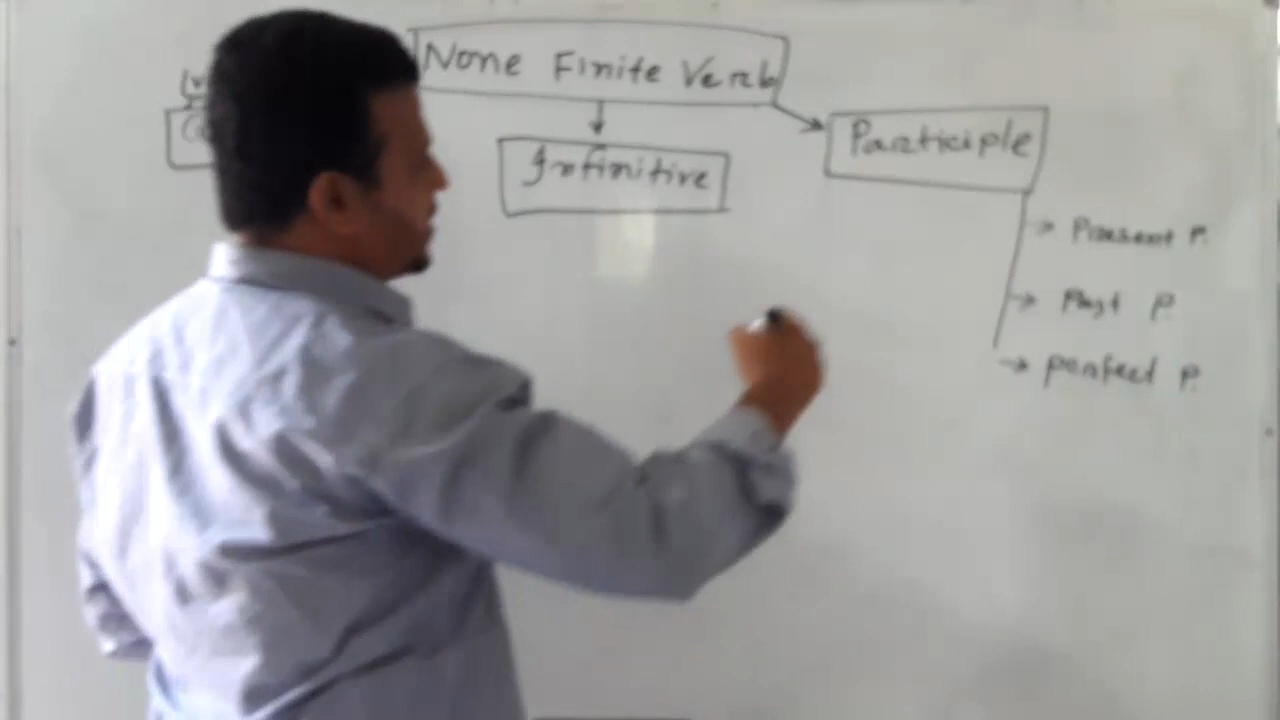 None Finite Verb
Infinitive
Participle
→ Present P.
→ Past P
→ perfect P.